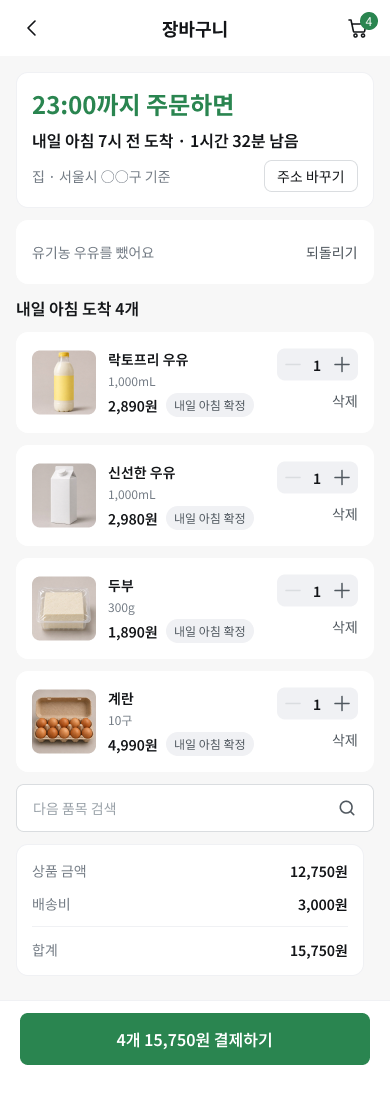 장바구니
4
23:00까지 주문하면
내일 아침 7시 전 도착 · 1시간 32분 남음
집 · 서울시 〇〇구 기준
주소 바꾸기
유기농 우유를 뺐어요
되돌리기
내일 아침 도착 4개
락토프리 우유
1,000mL
2,890원 내일 아침 확정
1
삭제
신선한 우유
1,000mL
2,980원 내일 아침 확정
1
삭제
두부
300g
1,890원 내일 아침 확정
1
삭제
계란
10구
4,990원 내일 아침 확정
1
삭제
다음 품목 검색
상품 금액 12,750원
배송비 3,000원
합계 15,750원
4개 15,750원 결제하기